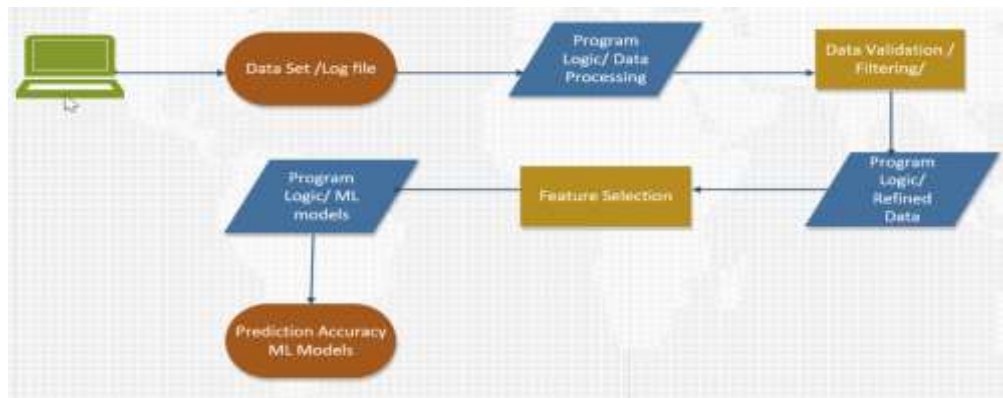 Data Set /Log file
Program
Logic/ Data
Processing
Data Validation /
Filtering/
Program
Logic/
Refined
Data
Feature Selection
Program
Logic/ ML
models
Prediction Accuracy
ML Models